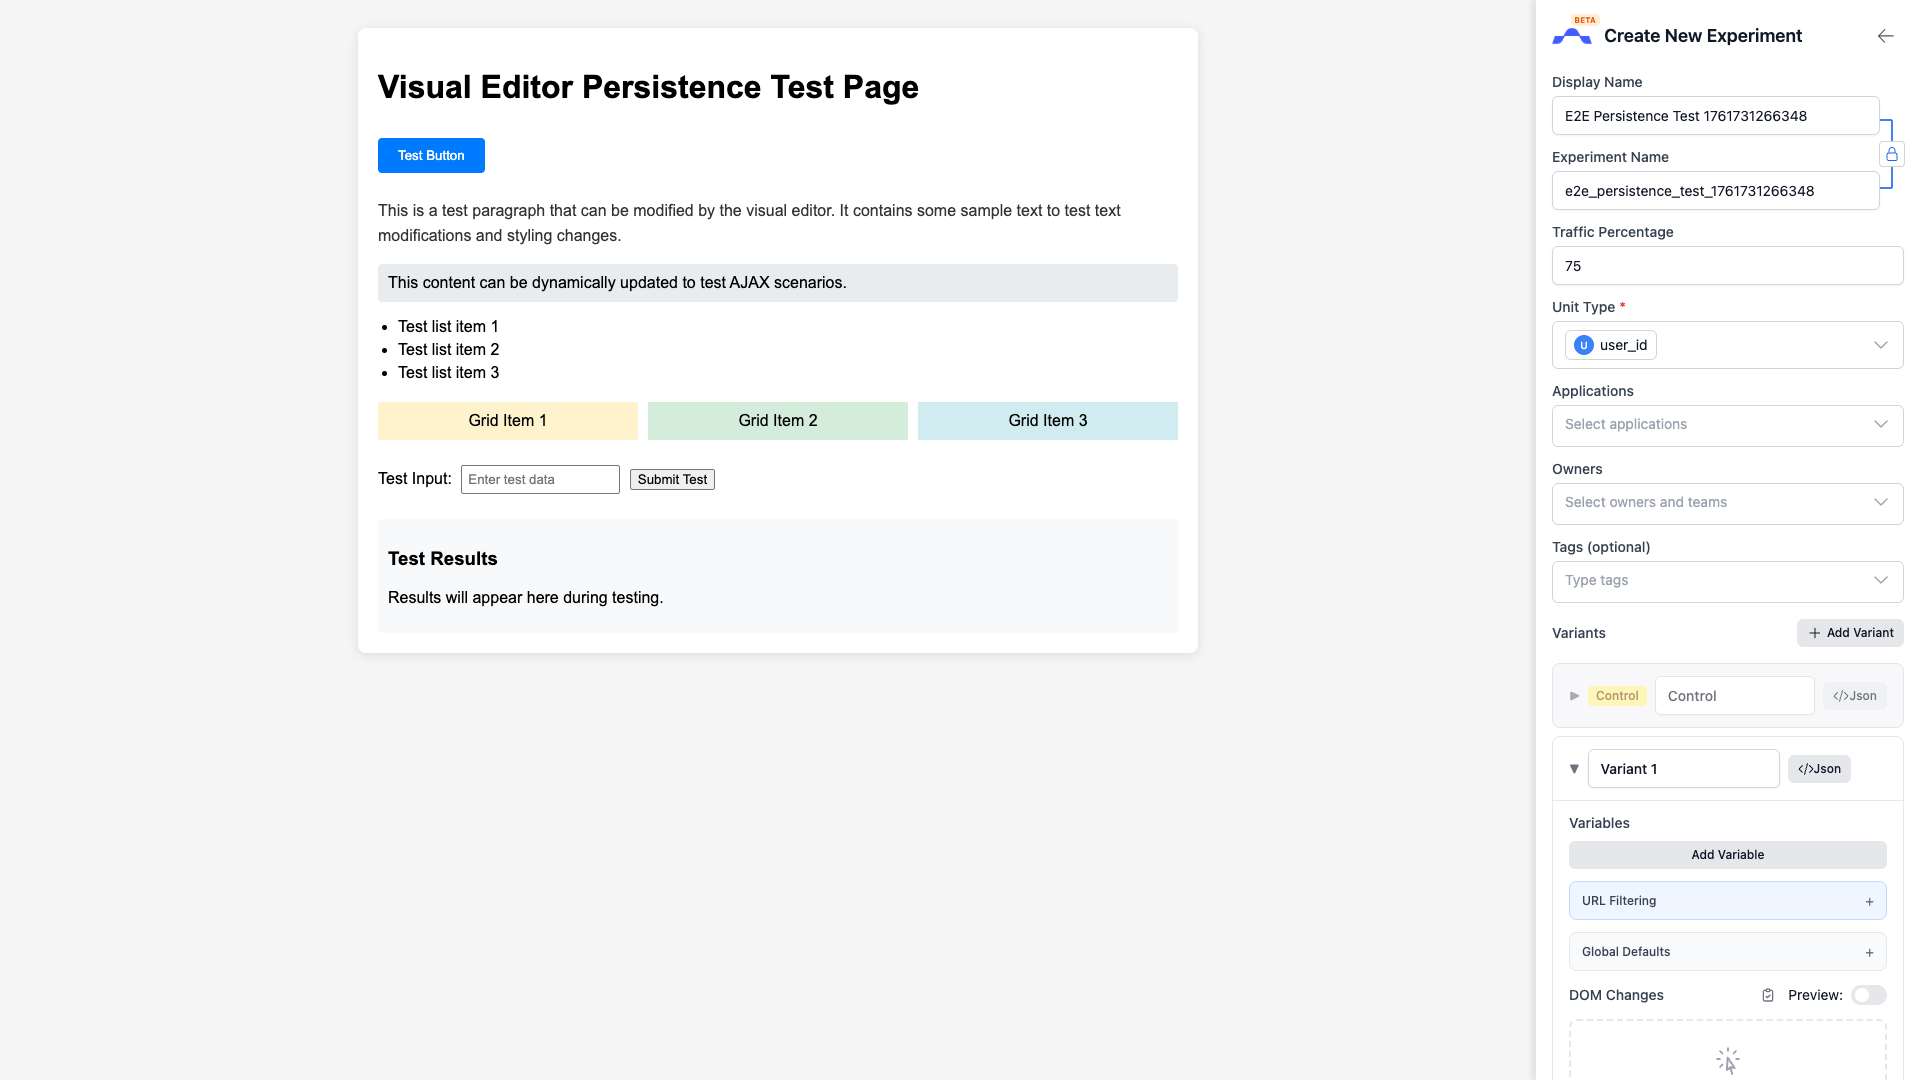 Visual Editor Persistence Test Page
Test Button
This is a test paragraph that can be modified by the visual editor. It contains some sample text to test text
modifications and styling changes.
This content can be dynamically updated to test AJAX scenarios.
Test list item 1
Test list item 2
Test list item 3
Grid Item 1
Grid Item 2
Grid Item 3
Test Input:
Enter test data
Submit Test
Test Results
Results will appear here during testing.
BETA
Create New Experiment
Display Name
E2E Persistence Test 1761731266348
Experiment Name
e2e_persistence_test_1761731266348
Traffic Percentage
75
Unit Type *
U user_id
Applications
Select applications
Owners
Select owners and teams
Tags (optional)
Type tags
Variants
+ Add Variant
Control
Control
</>Json
Variant 1
</>Json
Variables
Add Variable
URL Filtering +
Global Defaults +
DOM Changes
Preview: